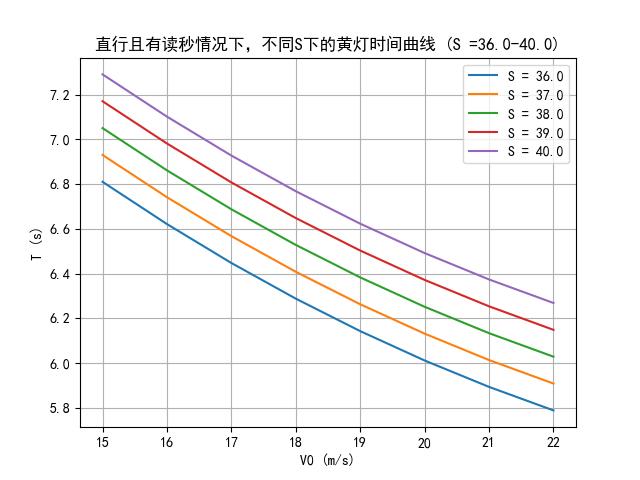 直行且有读秒情况下，不同S下的黄灯时间曲线 (S =36.0-40.0)
S = 36.0
S = 37.0
S = 38.0
S = 39.0
S = 40.0
7.2
7.0
6.8
6.6
6.4
6.2
6.0
5.8
T (s)
15 16 17 18 19 20 21 22
V0 (m/s)